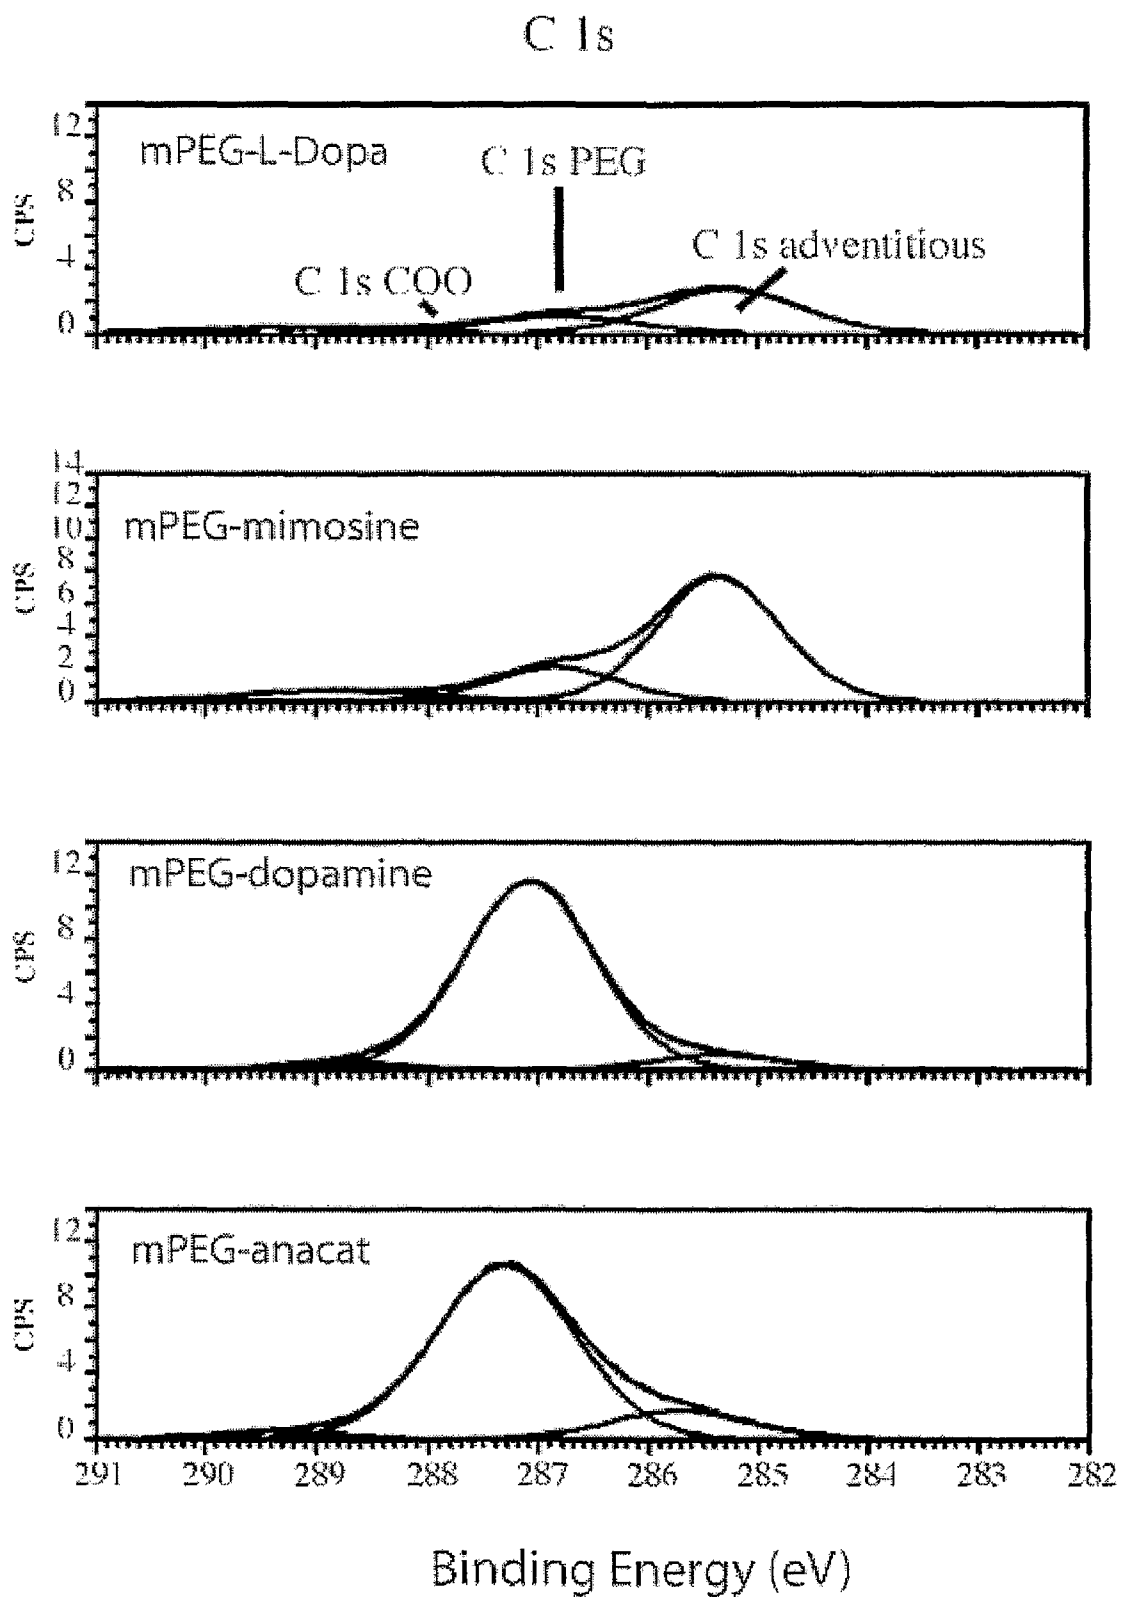 C 1s
12
mPEG-L-Dopa
C 1s PEG
8
CPS
C 1s adventitious
4
C 1s COO
0
14
12
mPEG-mimosine
10
8
CPS
6
4
2
0
12
mPEG-dopamine
8
CPS
4
0
12
mPEG-anacat
8
CPS
4
0
291 290 289 288 287 286 285 284 283 282
Binding Energy (eV)